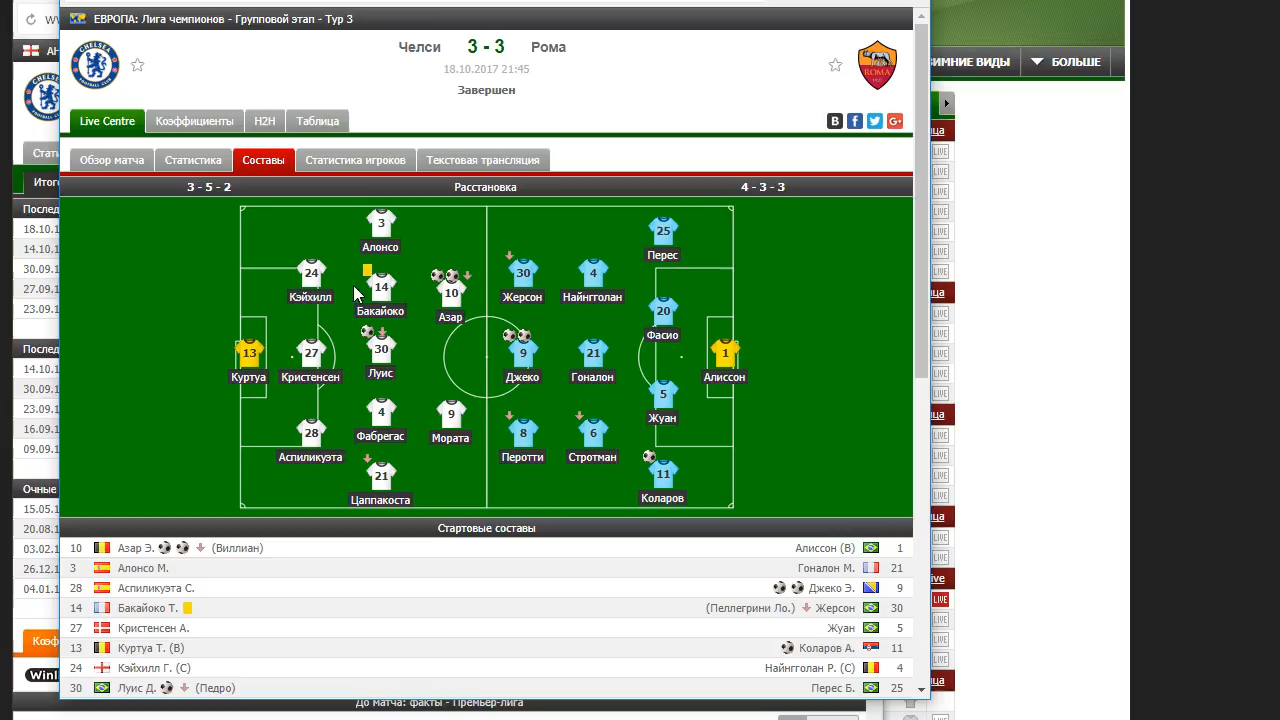 ЕВРОПА: Лига чемпионов - Групповой этап - Тур 3
Челси 3 - 3 Рома
18.10.2017 21:45
Завершен
ЗИМНИЕ ВИДЫ БОЛЬШЕ
Live Centre Коэффициенты H2H Таблица
Обзор матча Статистика Составы Статистика игроков Текстовая трансляция
3 - 5 - 2 Расстановка 4 - 3 - 3
3
Алонсо
25
Перес
24
Кэйхилл
14
Бакайоко
10
Азар
30
Жерсон
4
Найнгголан
20
Фасио
13
Куртуа
27
Кристенсен
30
Луис
9
Джеко
21
Гоналон
1
Алиссон
5
Жуан
28
Аспиликуэта
4
Фабрегас
9
Мората
8
Перотти
6
Стротман
11
Коларов
21
Цаппакоста
Стартовые составы
10 Азар Э. (Виллиан) Алиссон (В) 1
3 Алонсо М. Гоналон М. 21
28 Аспиликуэта С. Джеко Э. 9
14 Бакайоко Т. (Пеллегрини Ло.) Жерсон 30
27 Кристенсен А. Жуан 5
13 Куртуа Т. (В) Коларов А. 11
24 Кэйхилл Г. (С) Найнгголан Р. (С) 4
30 Луис Д. (Педро) Перес Б. 25
До матча: факты - Премьер-лига